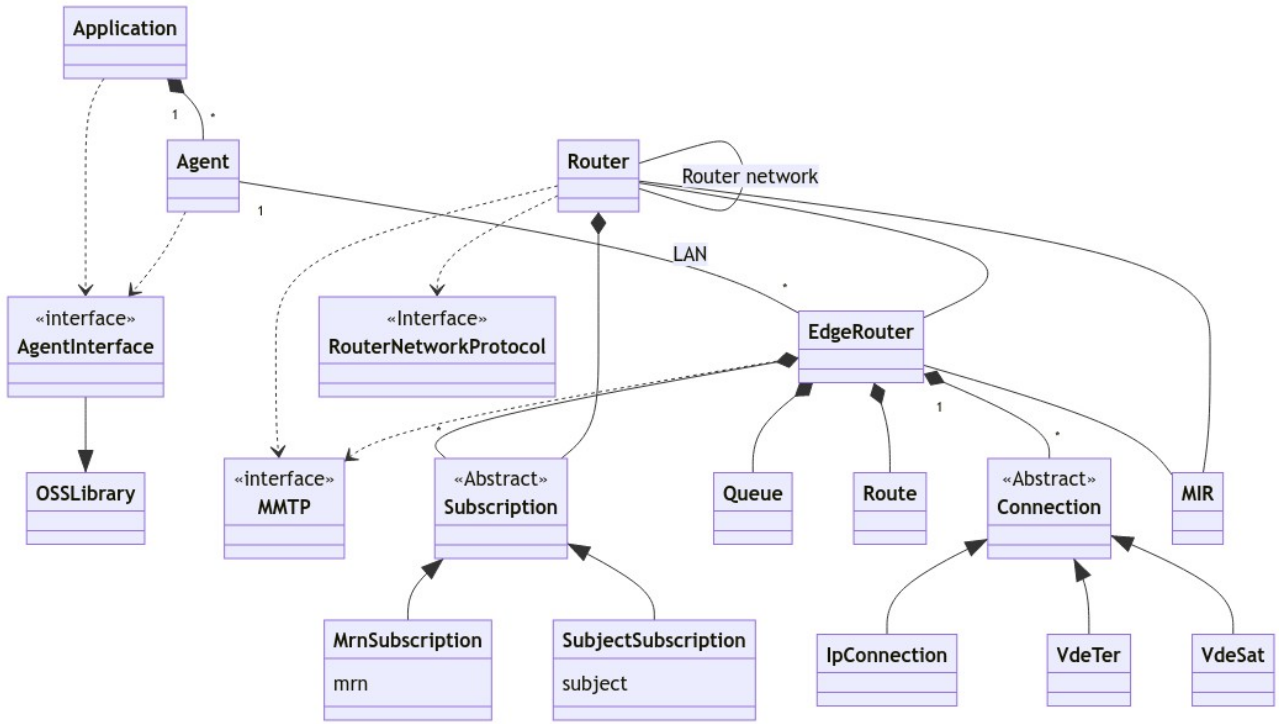 Application
1
*
Agent
1
Router
Router network
LAN
*
«interface»
AgentInterface
«Interface»
RouterNetworkProtocol
EdgeRouter
1
*
*
OSSLibrary
«interface»
MMTP
«Abstract»
Subscription
Queue
Route
«Abstract»
Connection
MIR
MrnSubscription
mrn
SubjectSubscription
subject
IpConnection
VdeTer
VdeSat